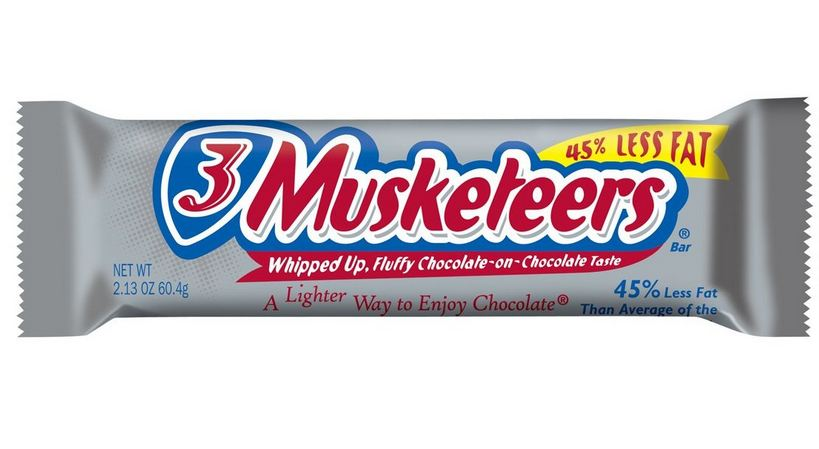 3 Musketeers
45% LESS FAT
®
Bar
Whipped Up, Fluffy Chocolate-on-Chocolate Taste
A Lighter Way to Enjoy Chocolate®
NET WT
2.13 OZ 60.4g
45% Less Fat
Than Average of the